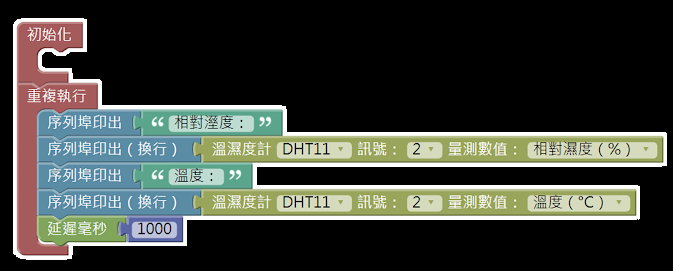 初始化
重複執行
序列埠印出 “ 相對溼度： ”
序列埠印出（換行） 溫濕度計 DHT11 訊號： 2 量測數值： 相對濕度（%）
序列埠印出 “ 溫度： ”
序列埠印出（換行） 溫濕度計 DHT11 訊號： 2 量測數值： 溫度（℃）
延遲毫秒 1000